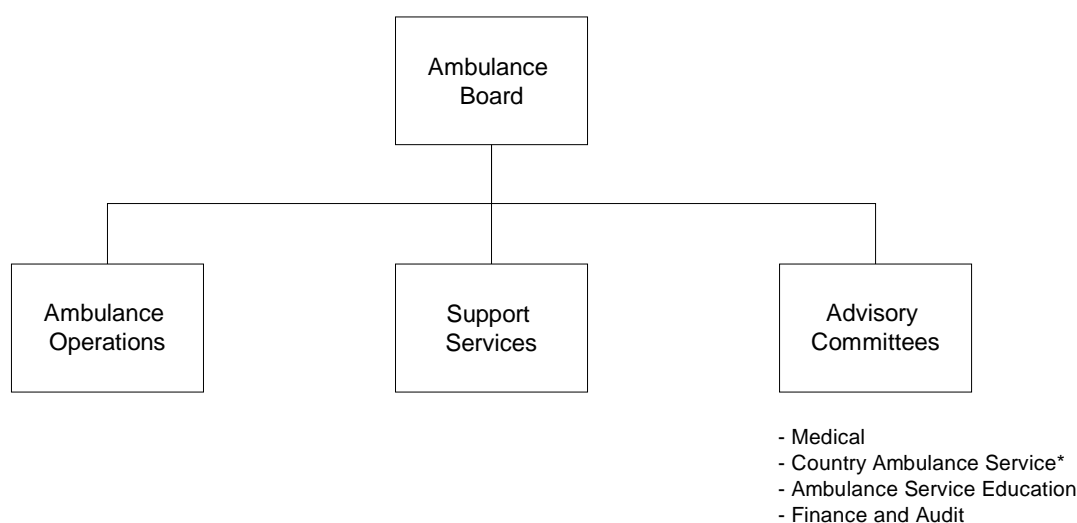 Ambulance
Board
Ambulance
Operations
Support
Services
Advisory
Committees
- Medical
- Country Ambulance Service*
- Ambulance Service Education
- Finance and Audit